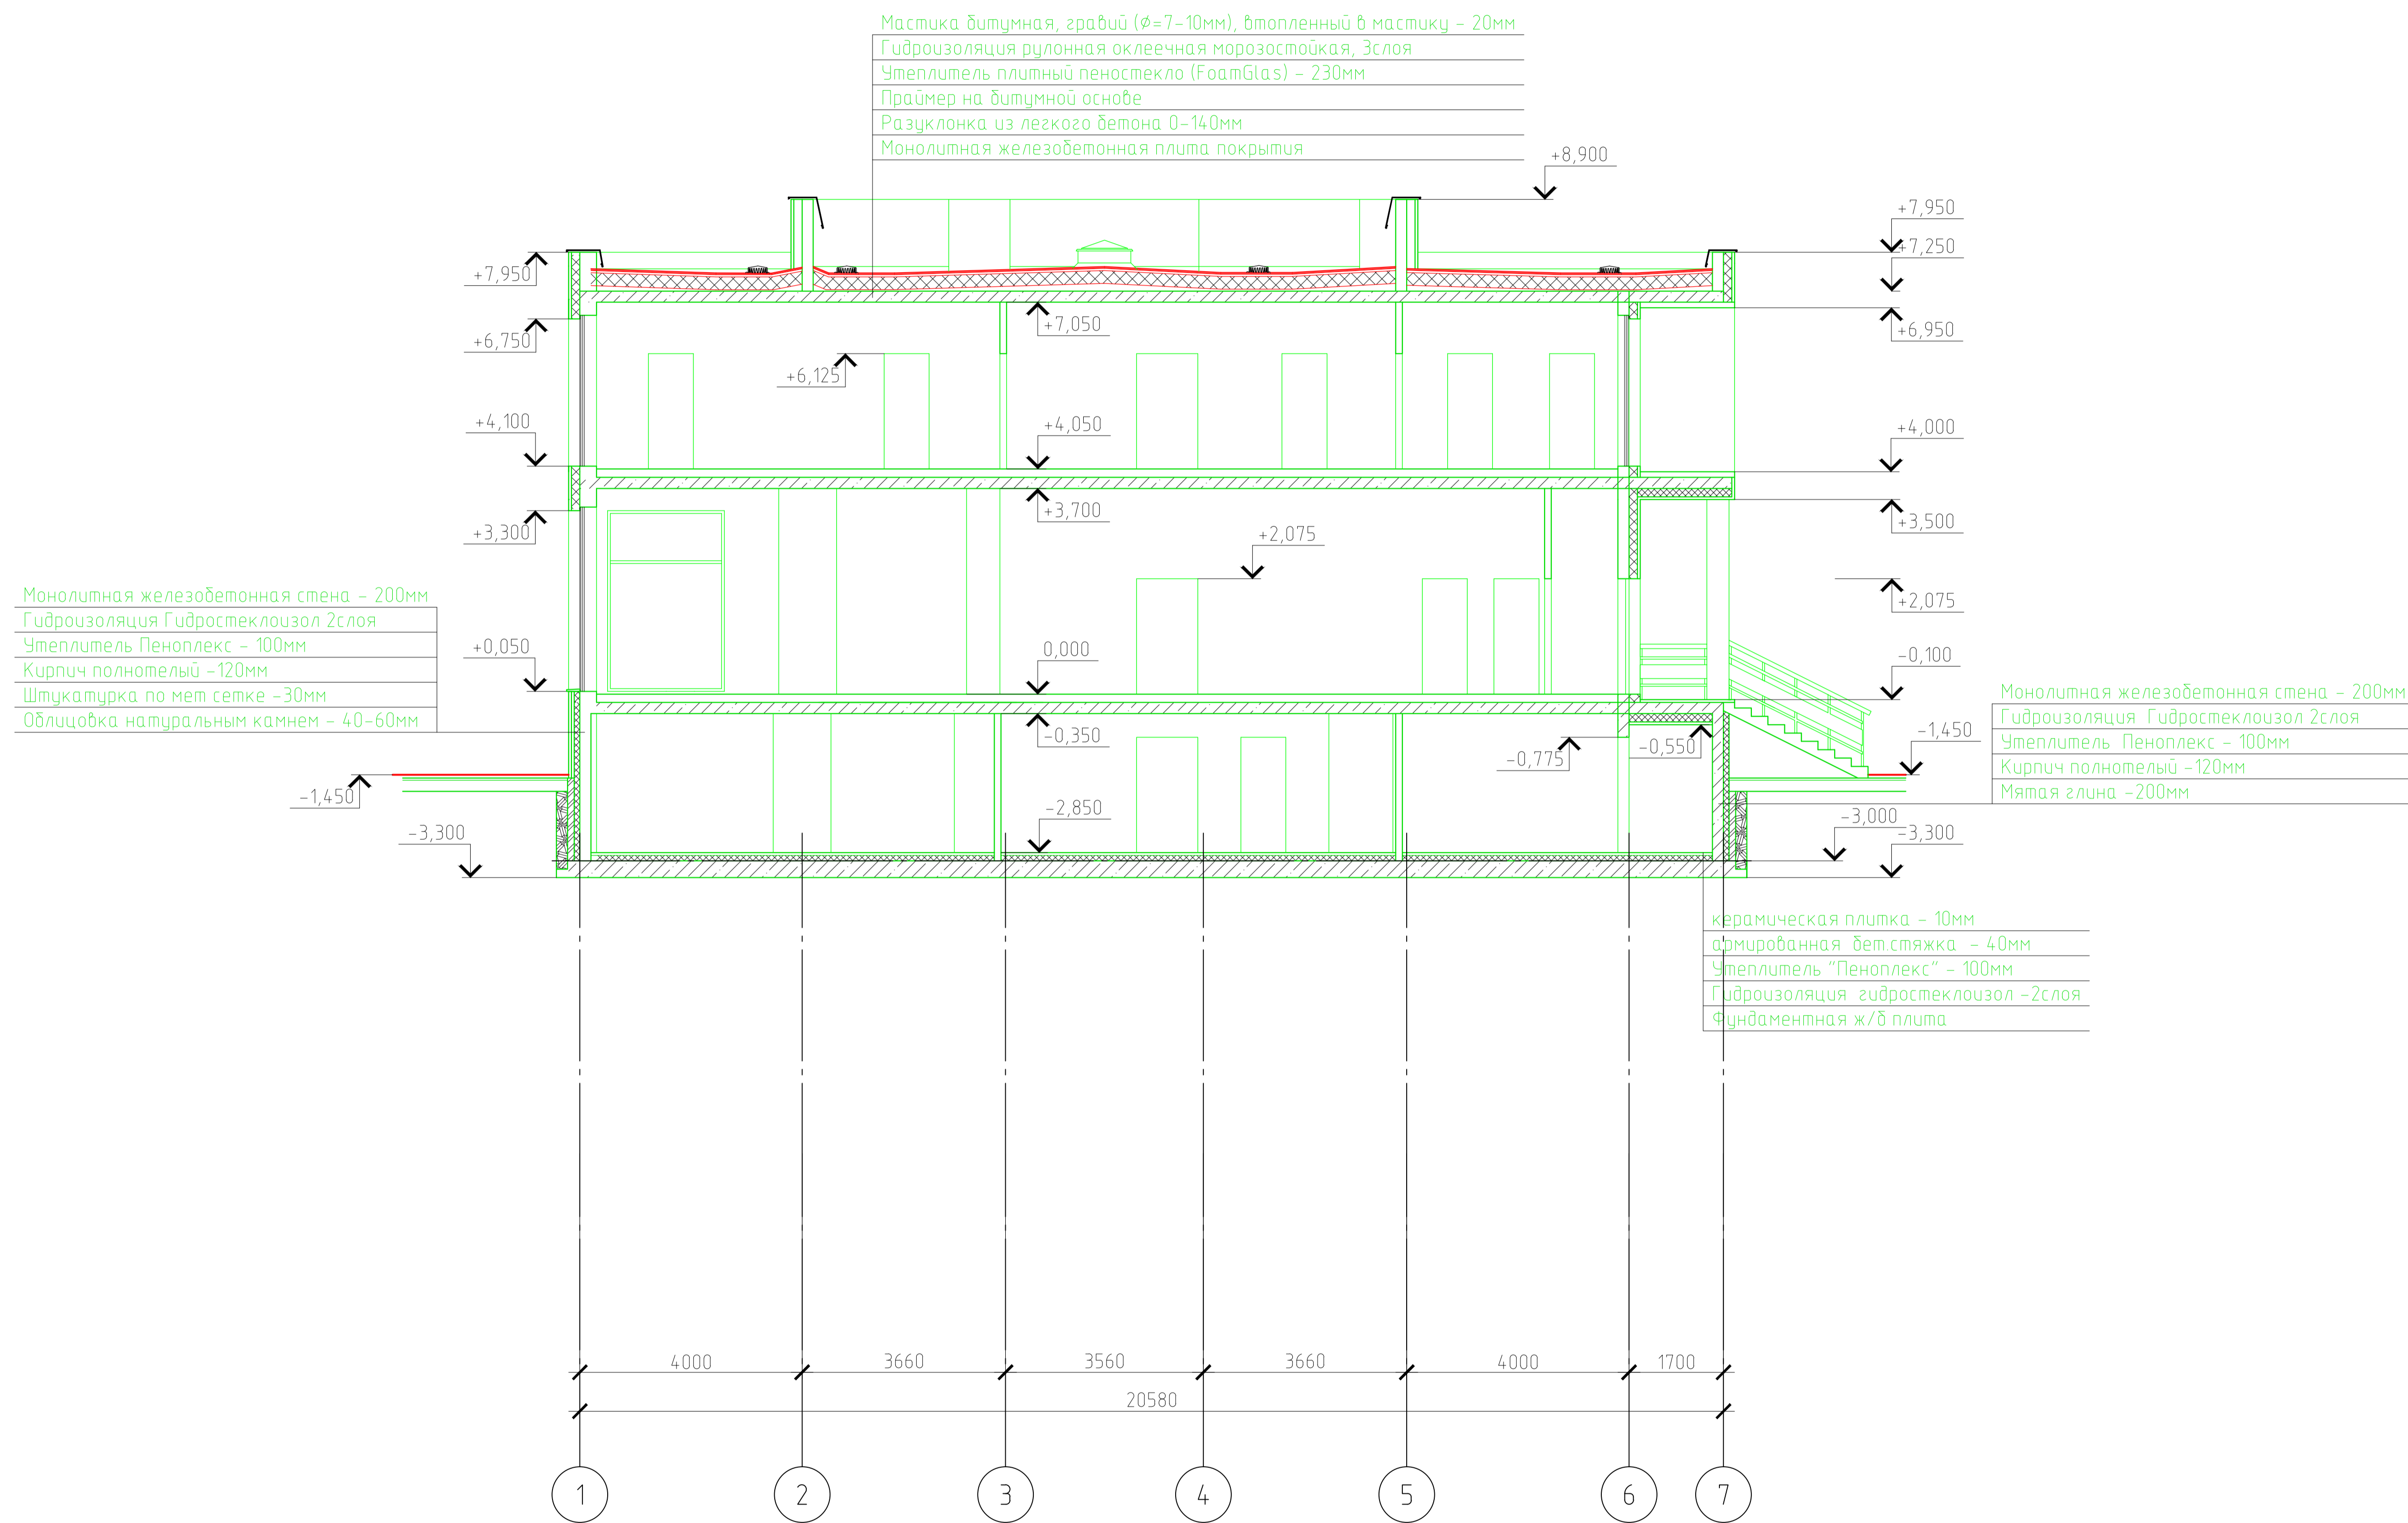 Мастика битумная, гравий (Ø=7-10мм), втопленный в мастику - 20мм
Гидроизоляция рулонная оклеечная морозостойкая, 3слоя
Утеплитель плитный пеностекло (FoamGlas) - 230мм
Праймер на битумной основе
Разуклонка из легкого бетона 0-140мм
Монолитная железобетонная плита покрытия
+8,900
+7,950
+7,250
+7,950
+7,050
+6,950
+6,750
+6,125
+4,100
+4,050
+4,000
+3,700
+3,500
+3,300
+2,075
+2,075
Монолитная железобетонная стена - 200мм
Гидроизоляция Гидростеклоизол 2слоя
Утеплитель Пеноплекс - 100мм
Кирпич полнотелый -120мм
Штукатурка по мет сетке -30мм
Облицовка натуральным камнем - 40-60мм
+0,050
0,000
-0,100
Монолитная железобетонная стена - 200мм
Гидроизоляция Гидростеклоизол 2слоя
Утеплитель Пеноплекс - 100мм
Кирпич полнотелый -120мм
Мятая глина -200мм
-0,350
-0,775
-0,550
-1,450
-1,450
-2,850
-3,000
-3,300
-3,300
керамическая плитка - 10мм
армированная бет.стяжка - 40мм
Утеплитель "Пеноплекс" - 100мм
Гидроизоляция гидростеклоизол -2слоя
Фундаментная ж/б плита
4000 3660 3560 3660 4000 1700
20580
1 2 3 4 5 6 7